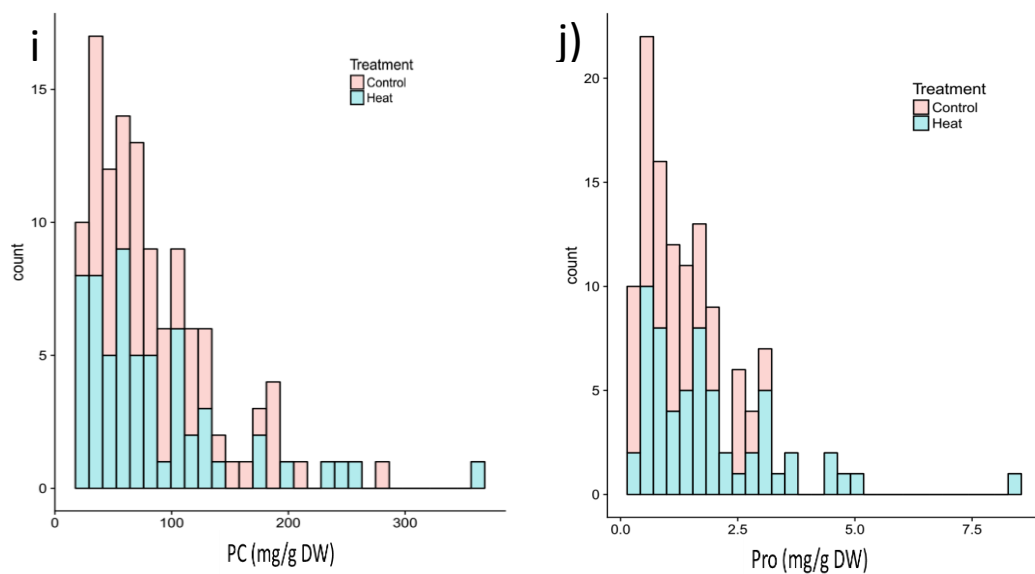 i
Treatment
Control
Heat
15
10
5
0
count
0 100 200 300
PC (mg/g DW)
j)
Treatment
Control
Heat
20
15
10
5
0
count
0.0 2.5 5.0 7.5
Pro (mg/g DW)